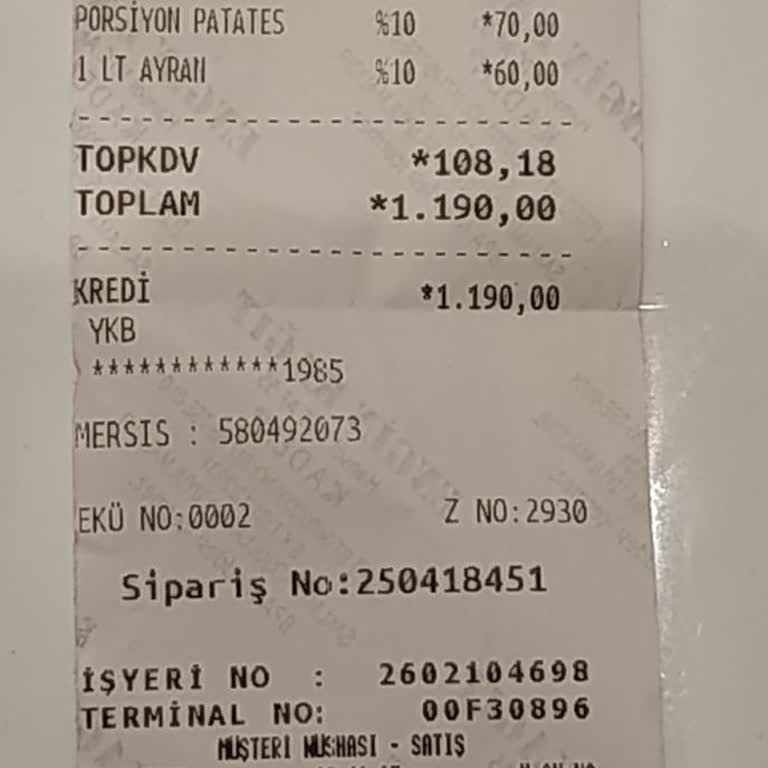 PORSİYON PATATES %10 *70,00
1 LT AYRAN %10 *60,00
TOPKDV *108,18
TOPLAM *1.190,00
KREDİ *1.190,00
YKB
************1985
MERSIS : 580492073
EKÜ NO:0002 Z NO:2930
Sipariş No:250418451
İŞYERİ NO : 2602104698
TERMİNAL NO: 00F30896
MÜŞTERİ NÜSHASI - SATIŞ